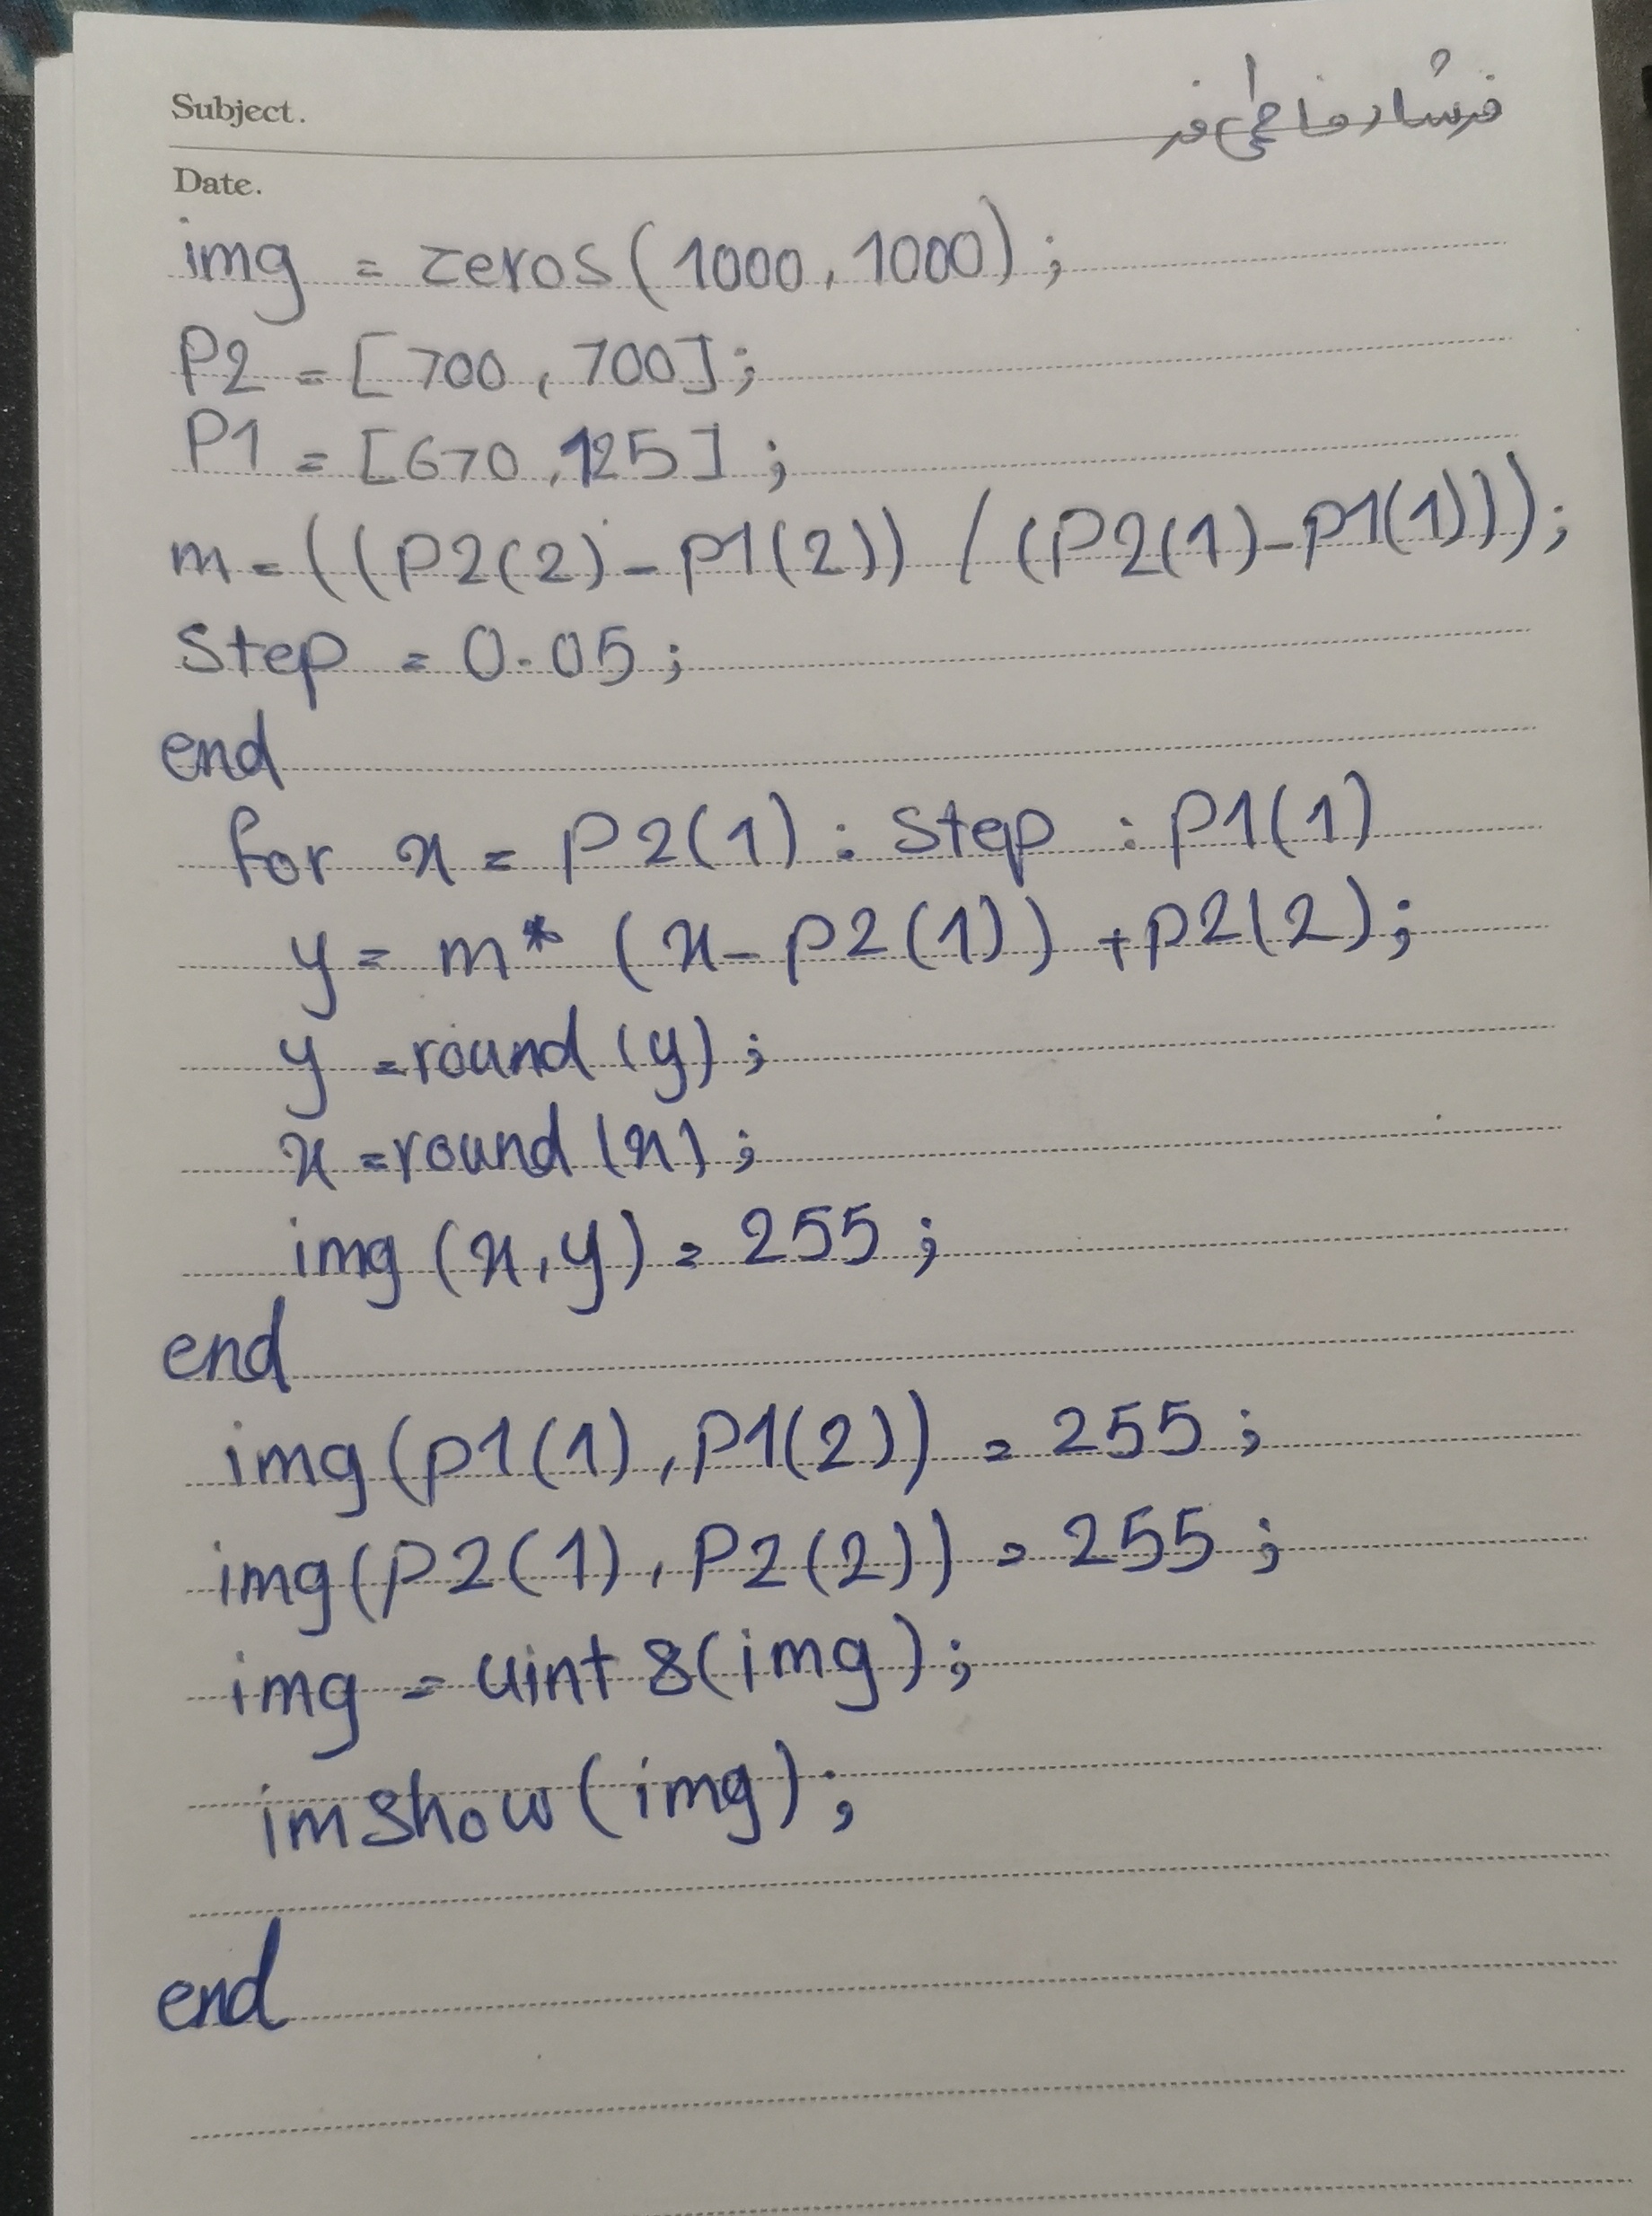 Subject.
فرشاد فاطمی فر
Date.
img = zeros(1000, 1000);
P2 = [700, 700];
P1 = [670, 125];
m = ((P2(2) - P1(2)) / (P2(1) - P1(1)));
Step = 0.05;
end
for x = P2(1) : Step : P1(1)
y = m* (x - P2(1)) + P2(2);
y = round(y);
x = round(x);
img (x, y) = 255;
end
img(P1(1), P1(2)) = 255;
img(P2(1), P2(2)) = 255;
img = uint8(img);
imshow(img);
end